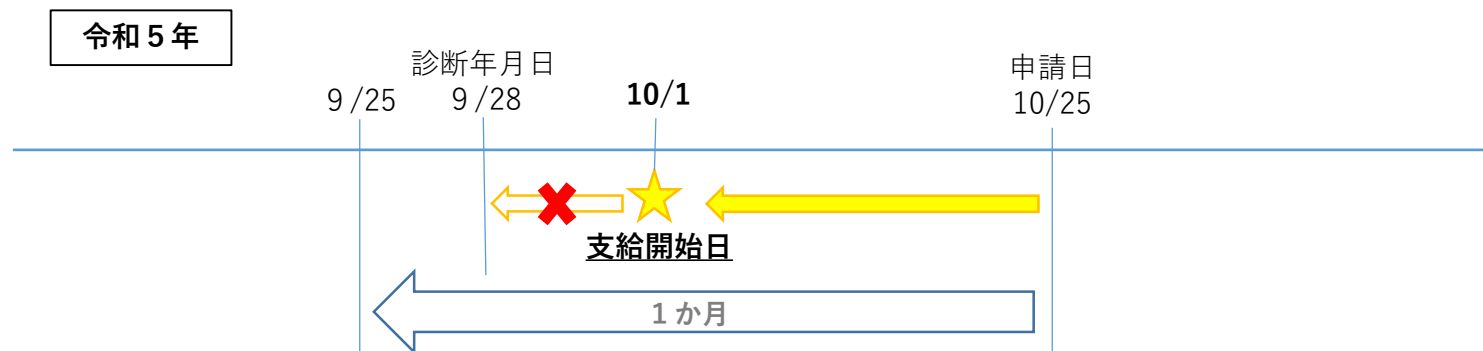 令和５年
診断年月日
申請日
９/25
９/28
10/1
10/25
支給開始日
１か月